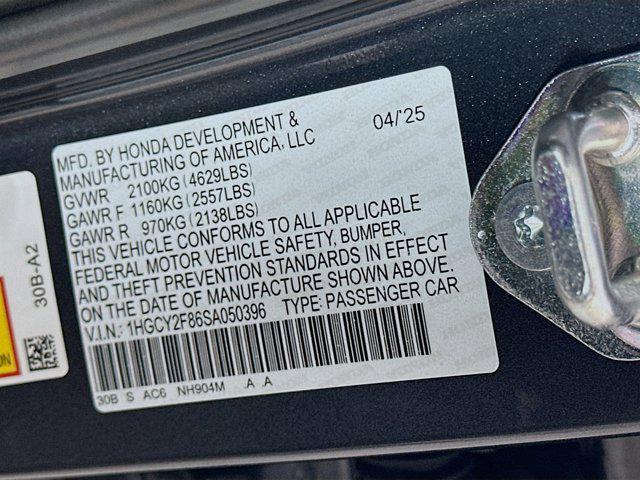 MFD. BY HONDA DEVELOPMENT & 04/'25
MANUFACTURING OF AMERICA, LLC
GVWR 2100KG (4629LBS)
GAWR F 1160KG (2557LBS)
GAWR R 970KG (2138LBS)
THIS VEHICLE CONFORMS TO ALL APPLICABLE
FEDERAL MOTOR VEHICLE SAFETY, BUMPER,
AND THEFT PREVENTION STANDARDS IN EFFECT
ON THE DATE OF MANUFACTURE SHOWN ABOVE.
V.I.N.: 1HGCY2F86SA050396 TYPE: PASSENGER CAR
30B S AC6 NH904M .A .A
30B-A2